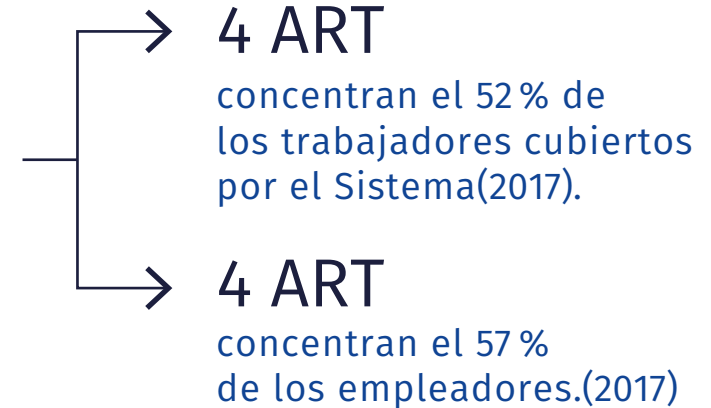 4 ART
concentran el 52 % de
los trabajadores cubiertos
por el Sistema(2017).
4 ART
concentran el 57 %
de los empleadores.(2017)